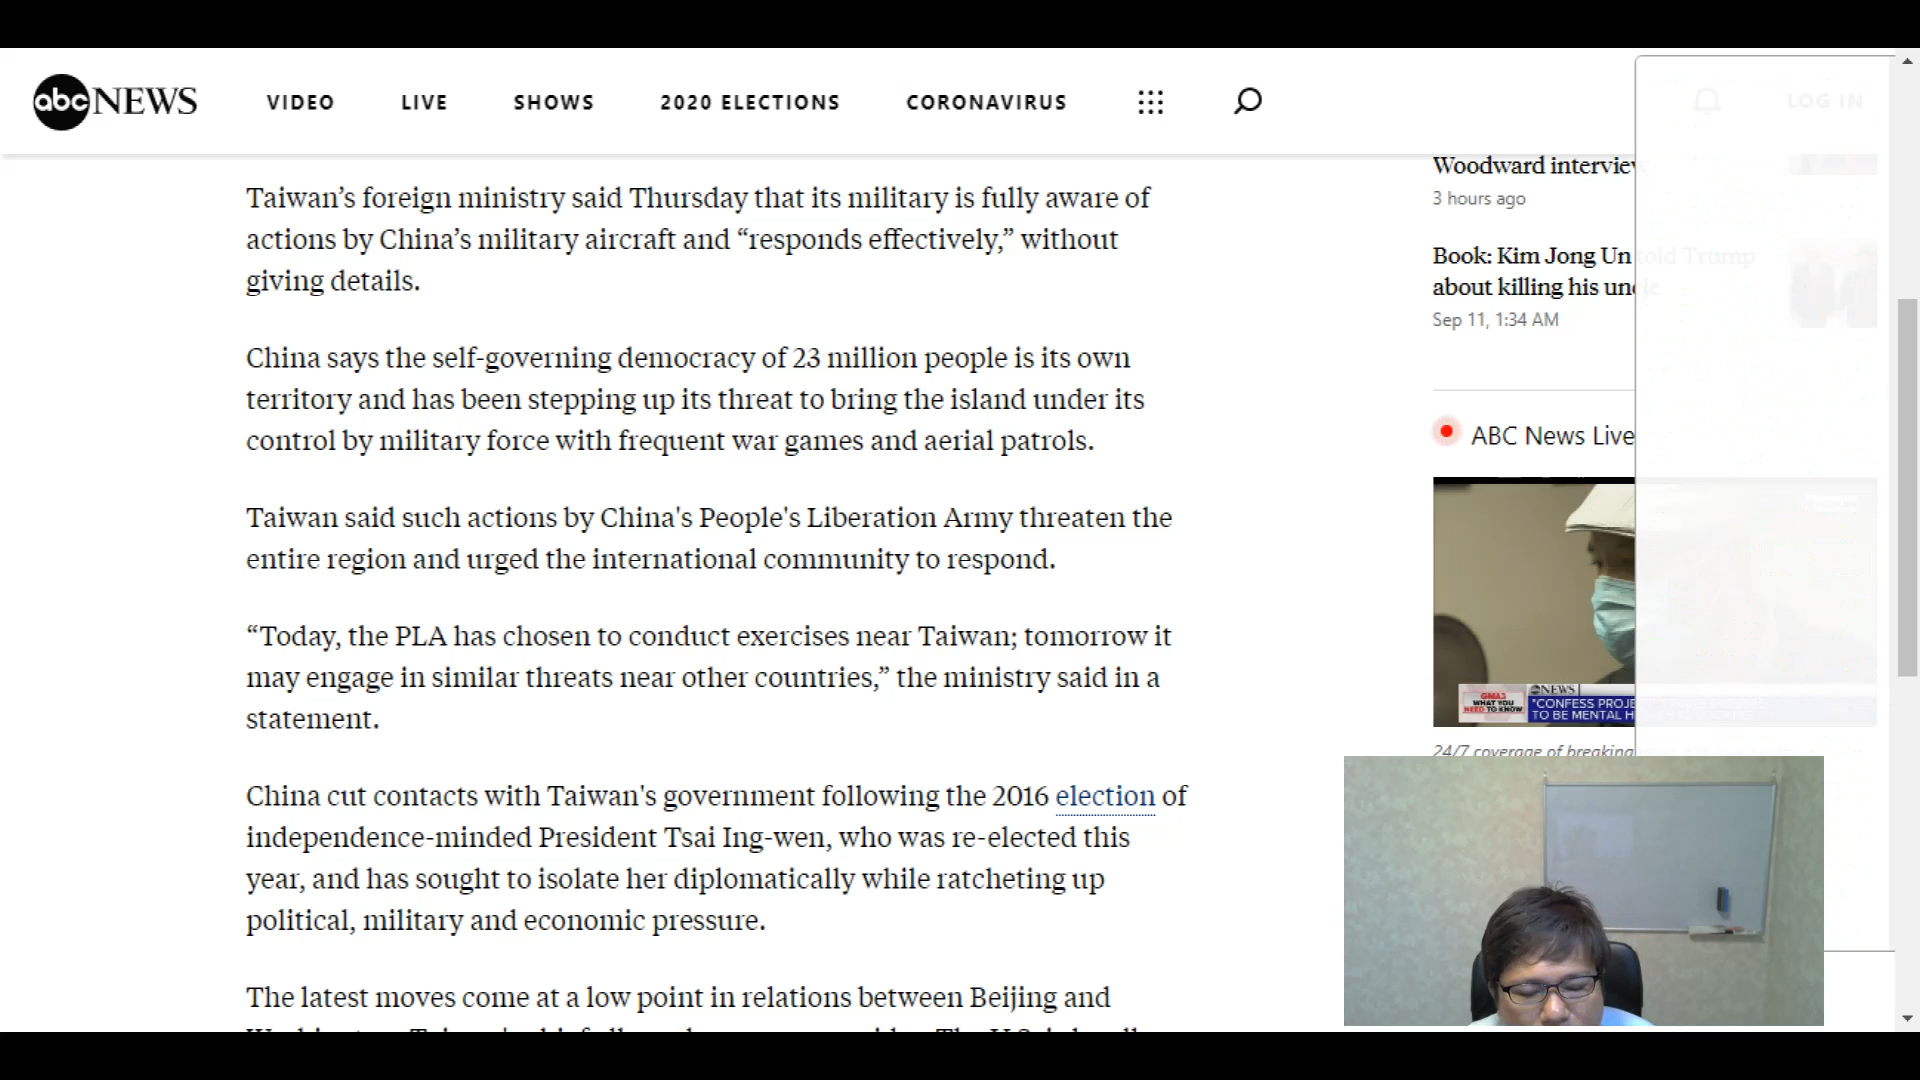 abc NEWS
VIDEO
LIVE
SHOWS
2020 ELECTIONS
CORONAVIRUS
LOG IN
Taiwan’s foreign ministry said Thursday that its military is fully aware of
actions by China’s military aircraft and “responds effectively,” without
giving details.
China says the self-governing democracy of 23 million people is its own
territory and has been stepping up its threat to bring the island under its
control by military force with frequent war games and aerial patrols.
Taiwan said such actions by China's People's Liberation Army threaten the
entire region and urged the international community to respond.
“Today, the PLA has chosen to conduct exercises near Taiwan; tomorrow it
may engage in similar threats near other countries,” the ministry said in a
statement.
China cut contacts with Taiwan's government following the 2016 election of
independence-minded President Tsai Ing-wen, who was re-elected this
year, and has sought to isolate her diplomatically while ratcheting up
political, military and economic pressure.
The latest moves come at a low point in relations between Beijing and
Woodward interview
3 hours ago
Book: Kim Jong Un told Trump
about killing his uncle
Sep 11, 1:34 AM
ABC News Live
GMA3
WHAT YOU
NEED TO KNOW
abc NEWS
"CONFESS PROJE
TO BE MENTAL H
24/7 coverage of breaking